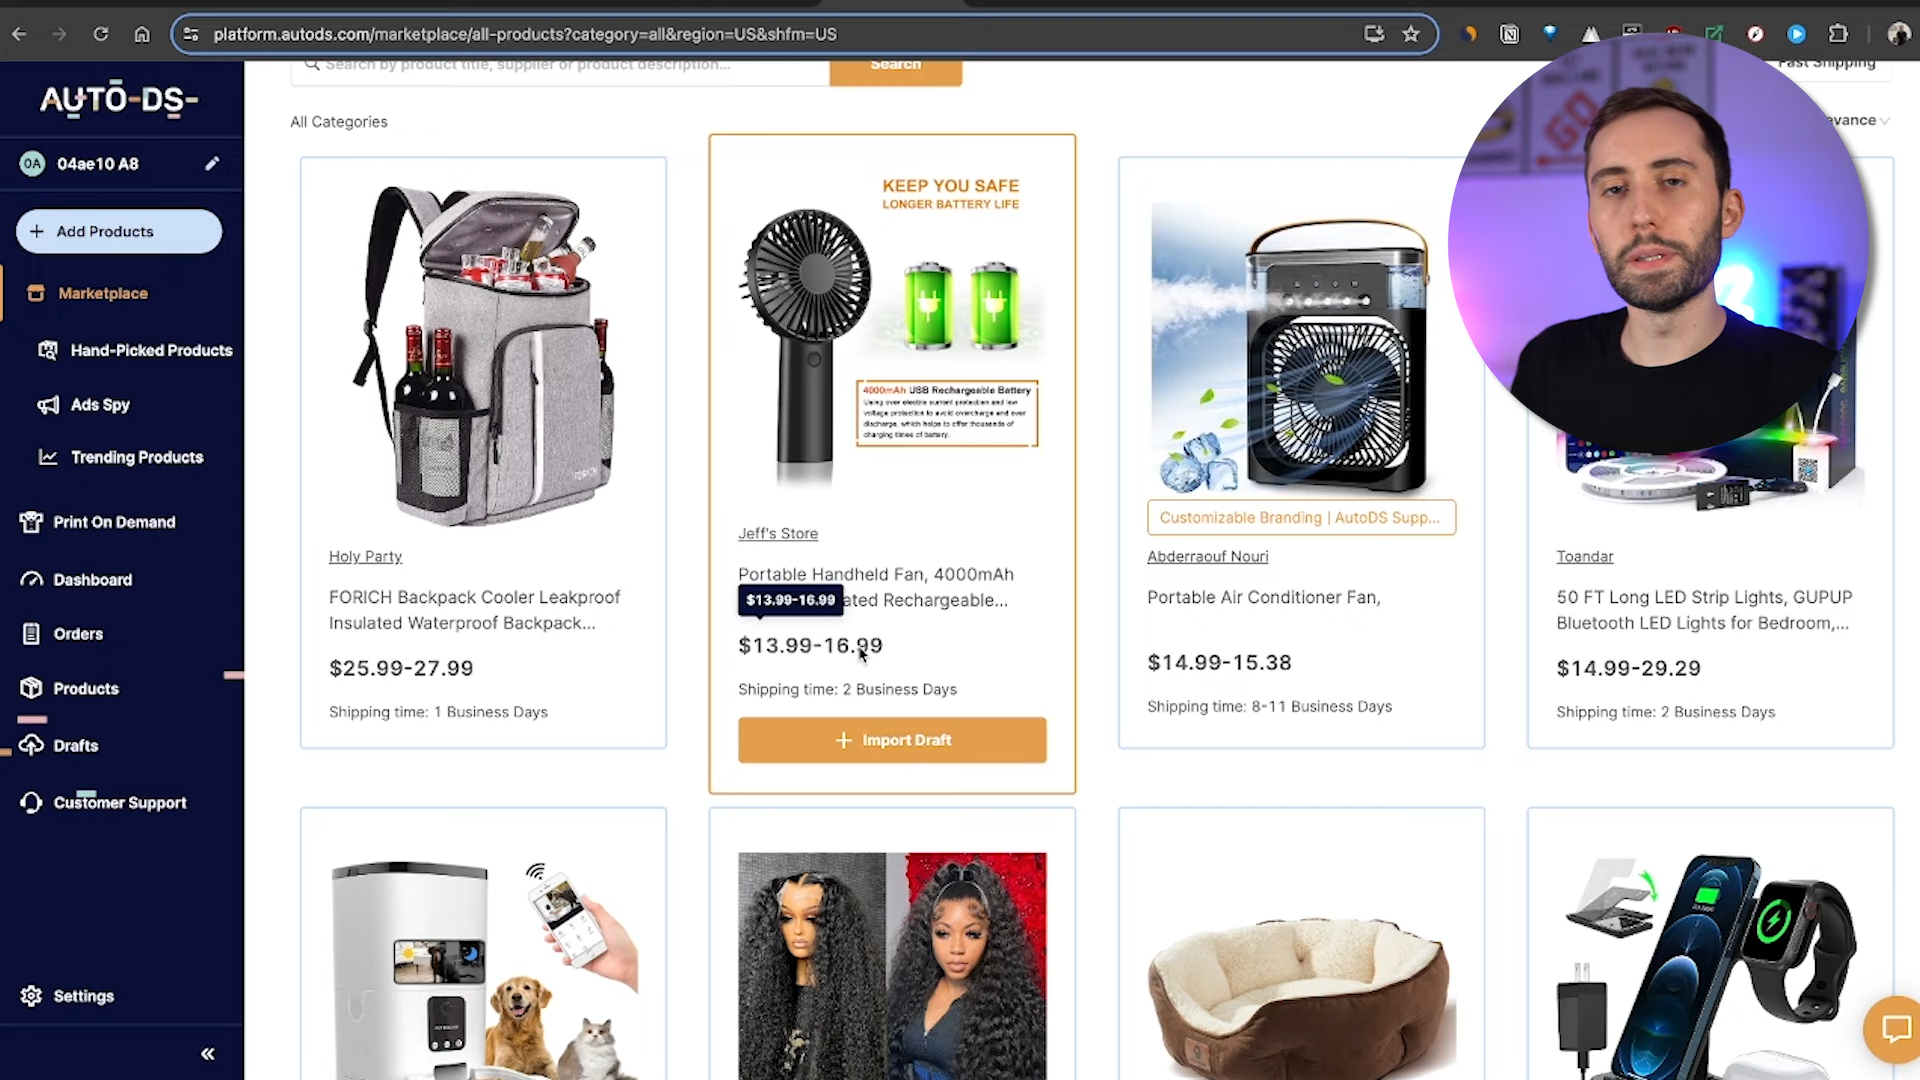 platform.autods.com/marketplace/all-products?category=all&region=US&shfm=US
AUTO-DS-
OA 04ae10 A8
+ Add Products
Marketplace
Hand-Picked Products
Ads Spy
Trending Products
Print On Demand
Dashboard
Orders
Products
Drafts
Customer Support
Settings
«
Search by product title, supplier or product description...
Search
Fast Shipping
All Categories
evance
FORICH
Holy Party
FORICH Backpack Cooler Leakproof
Insulated Waterproof Backpack...
$25.99-27.99
Shipping time: 1 Business Days
KEEP YOU SAFE
LONGER BATTERY LIFE
4000mAh USB Rechargeable Battery
Using over electric current protection and low
voltage protection to avoid overcharge and over
discharge, which helps to offer thousands of
charging times of battery.
Jeff's Store
Portable Handheld Fan, 4000mAh
$13.99-16.99
ated Rechargeable...
$13.99-16.99
Shipping time: 2 Business Days
+ Import Draft
Customizable Branding | AutoDS Supp...
Abderraouf Nouri
Portable Air Conditioner Fan,
$14.99-15.38
Shipping time: 8-11 Business Days
GO
Toandar
50 FT Long LED Strip Lights, GUPUP
Bluetooth LED Lights for Bedroom,...
$14.99-29.29
Shipping time: 2 Business Days